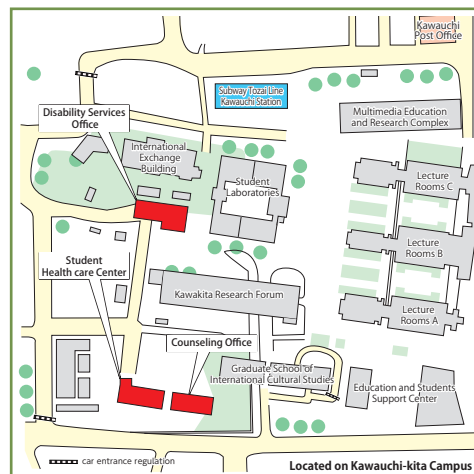 Kawauchi
Post Office
Subway Tozai Line
Kawauchi Station
Disability Services
Office
Multimedia Education
and Research Complex
International
Exchange
Building
Student
Laboratories
Lecture
Rooms C
Lecture
Rooms B
Student
Health care Center
Kawakita Research Forum
Lecture
Rooms A
Counseling Office
Graduate School of
International Cultural Studies
Education and Students
Support Center
car entrance regulation
Located on Kawauchi-kita Campus